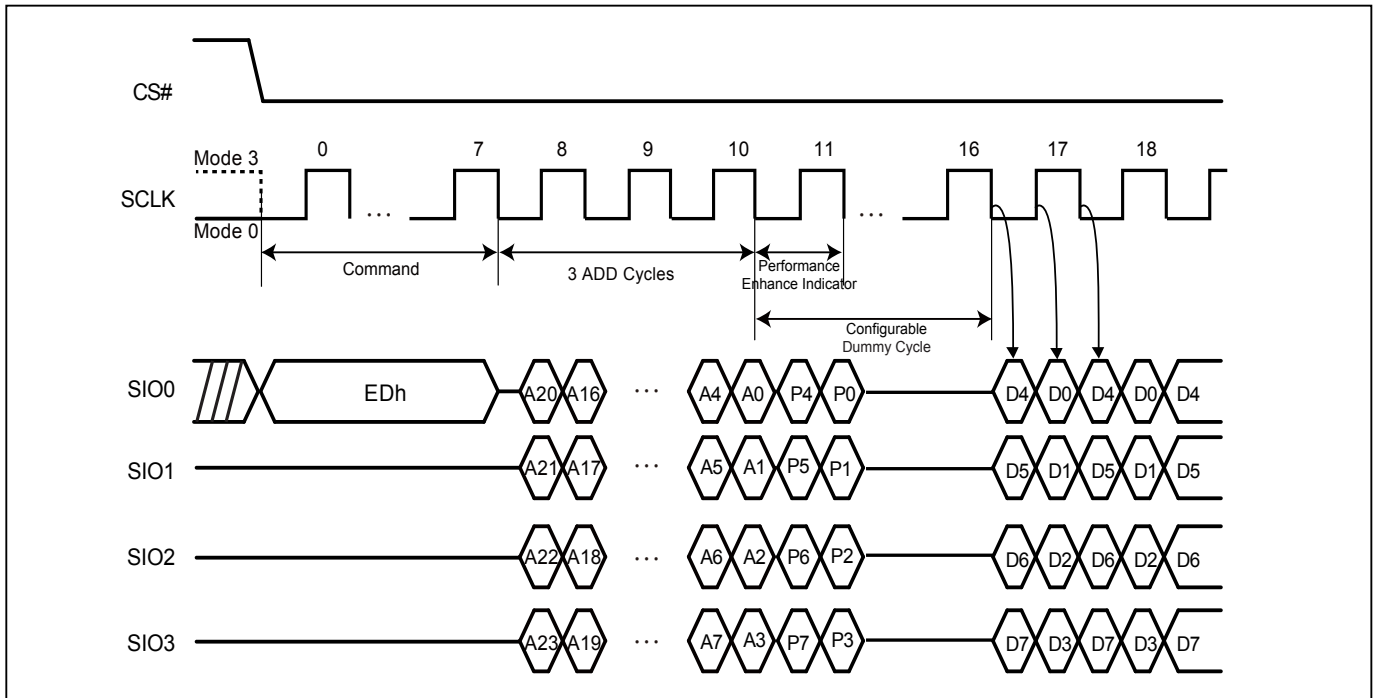 CS#
0 7 8 9 10 11 16 17 18
Mode 3
SCLK
...
...
Mode 0
Command
3 ADD Cycles
Performance
Enhance Indicator
Configurable
Dummy Cycle
SIO0
EDh
A20 A16 ... A4 A0 P4 P0 D4 D0 D4 D0 D4
SIO1
A21 A17 ... A5 A1 P5 P1 D5 D1 D5 D1 D5
SIO2
A22 A18 ... A6 A2 P6 P2 D6 D2 D6 D2 D6
SIO3
A23 A19 ... A7 A3 P7 P3 D7 D3 D7 D3 D7